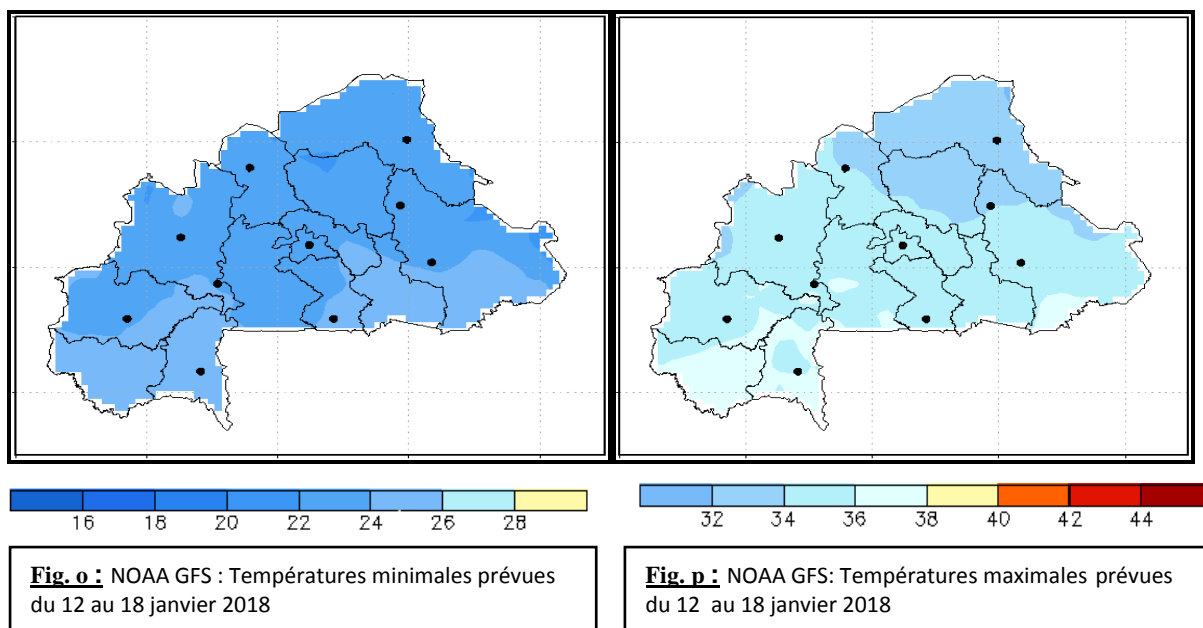 16 18 20 22 24 26 28
32 34 36 38 40 42 44
Fig. o : NOAA GFS : Températures minimales prévues
du 12 au 18 janvier 2018
Fig. p : NOAA GFS: Températures maximales prévues
du 12 au 18 janvier 2018